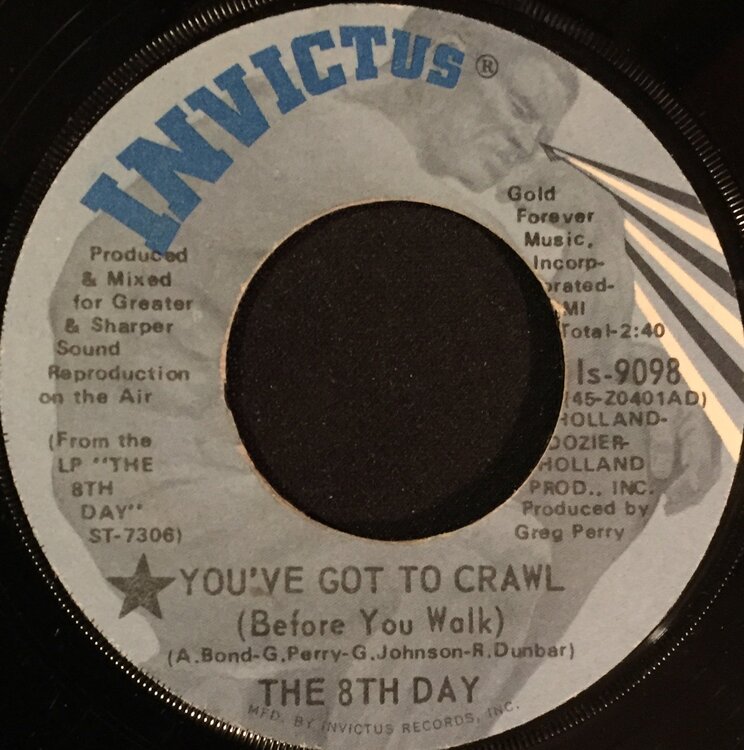 INVICTUS®
Produced
& Mixed
for Greater
& Sharper
Sound
Reproduction
on the Air
(From the
LP "THE
8TH
DAY"
ST-7306)
Gold
Forever
Music,
Incorp-
orated-
MI
Total-2:40
Is-9098
(45-Z0401AD)
HOLLAND-
DOZIER-
HOLLAND
PROD., INC.
Produced by
Greg Perry
★YOU'VE GOT TO CRAWL
(Before You Walk)
(A.Bond-G.Perry-G.Johnson-R.Dunbar)
THE 8TH DAY
MFD. BY INVICTUS RECORDS, INC.